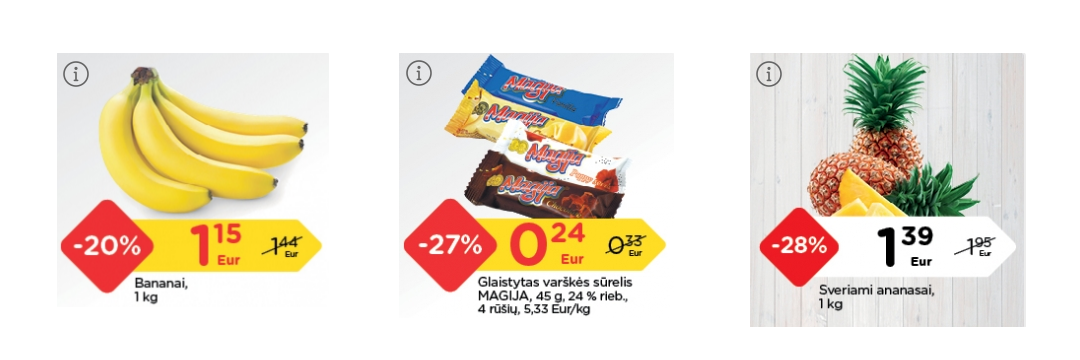 -20%
1 15
Eur
1 44
Eur
Bananai,
1 kg
Magija
Magija
Magija
Magija
-27%
0 24
Eur
0 33
Eur
Glaistytas varškės sūrelis
MAGIJA, 45 g, 24 % rieb.,
4 rūšių, 5,33 Eur/kg
-28%
1 39
Eur
1 95
Eur
Sveriami ananasai,
1 kg